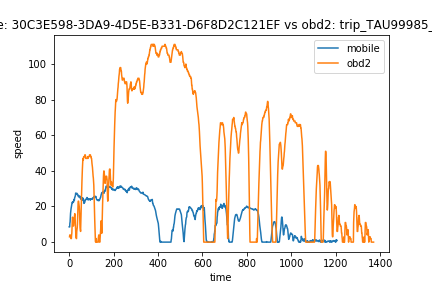 e: 30C3E598-3DA9-4D5E-B331-D6F8D2C121EF vs obd2: trip_TAU99985_
mobile
obd2
speed
100
80
60
40
20
0
0 200 400 600 800 1000 1200 1400
time